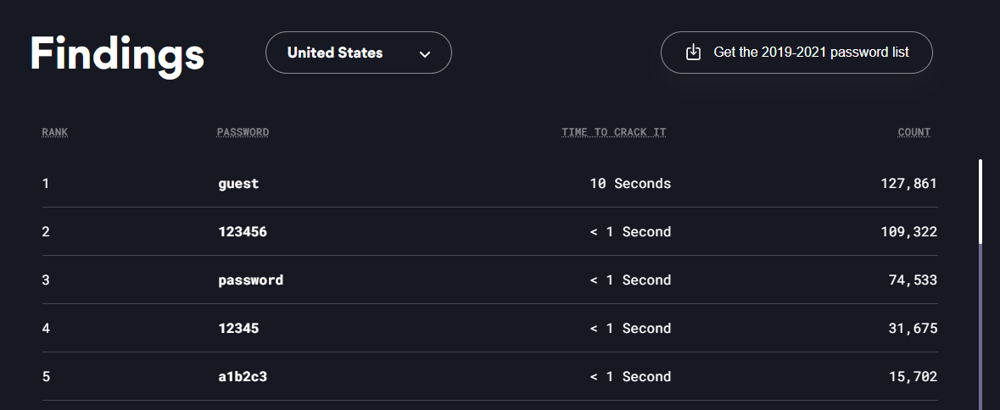 Findings
United States
Get the 2019-2021 password list
RANK PASSWORD TIME TO CRACK IT COUNT
1 guest 10 Seconds 127,861
2 123456 < 1 Second 109,322
3 password < 1 Second 74,533
4 12345 < 1 Second 31,675
5 a1b2c3 < 1 Second 15,702